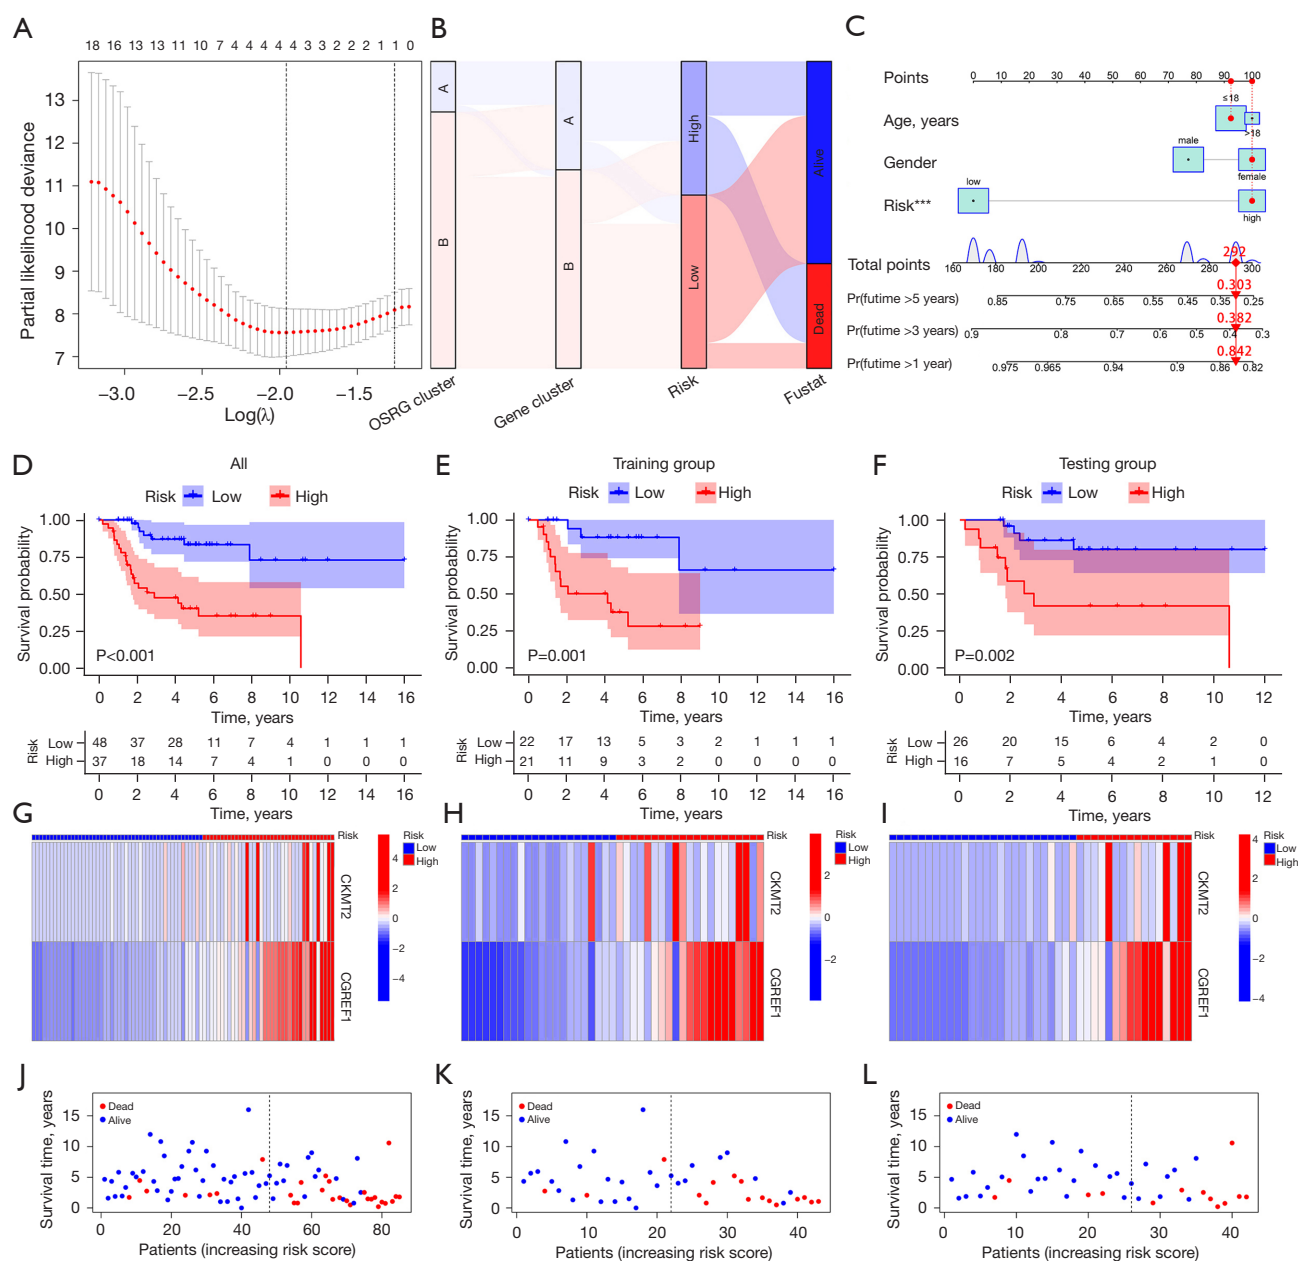 A
18 16 13 13 11 10 7 4 4 4 4 4 3 3 2 2 2 1 1 0
Partial likelihood deviance
13
12
11
10
9
8
7
−3.0 −2.5 −2.0 −1.5
Log(λ)
B
A
B
A
B
High
Low
Alive
Dead
OSRG cluster
Gene cluster
Risk
Fustat
C
Points
0 10 20 30 40 50 60 70 80 90 100
≤18
Age, years
>18
male
Gender
female
low
Risk***
high
292
Total points
160 180 200 220 240 260 280 300
0.303
Pr(futime >5 years)
0.85 0.75 0.65 0.55 0.45 0.35 0.25
0.382
Pr(futime >3 years)
0.9 0.8 0.7 0.6 0.5 0.4 0.3
0.842
Pr(futime >1 year)
0.975 0.965 0.94 0.9 0.86 0.82
D
All
Risk Low High
Survival probability
1.00
0.75
0.50
0.25
0.00
P<0.001
0 2 4 6 8 10 12 14 16
Time, years
Risk
Low 48 37 28 11 7 4 1 1 1
High 37 18 14 7 4 1 0 0 0
0 2 4 6 8 10 12 14 16
Time, years
E
Training group
Risk Low High
Survival probability
1.00
0.75
0.50
0.25
0.00
P=0.001
0 2 4 6 8 10 12 14 16
Time, years
Risk
Low 22 17 13 5 3 2 1 1 1
High 21 11 9 3 2 0 0 0 0
0 2 4 6 8 10 12 14 16
Time, years
F
Testing group
Risk Low High
Survival probability
1.00
0.75
0.50
0.25
0.00
P=0.002
0 2 4 6 8 10 12
Time, years
Risk
Low 26 20 15 6 4 2 0
High 16 7 5 4 2 1 0
0 2 4 6 8 10 12
Time, years
G
Risk
CKMT2
CGREF1
4
2
0
−2
−4
Risk
Low
High
H
Risk
CKMT2
CGREF1
2
0
−2
Risk
Low
High
I
Risk
CKMT2
CGREF1
4
2
0
−2
−4
Risk
Low
High
J
Dead
Alive
Survival time, years
15
10
5
0
0 20 40 60 80
Patients (increasing risk score)
K
Dead
Alive
Survival time, years
15
10
5
0
0 10 20 30 40
Patients (increasing risk score)
L
Dead
Alive
Survival time, years
15
10
5
0
0 10 20 30 40
Patients (increasing risk score)